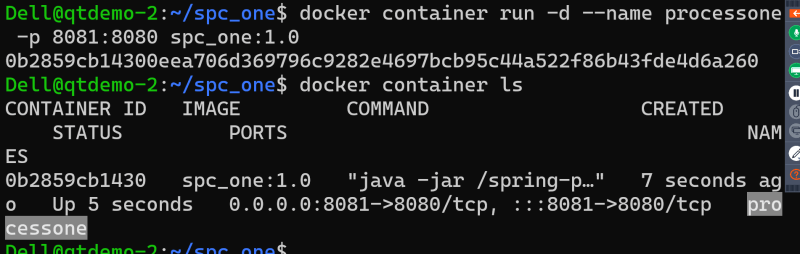 Dell@qtdemo-2:~/spc_one$ docker container run -d --name processone
 -p 8081:8080 spc_one:1.0
0b2859cb14300eea706d369796c9282e4697bcb95c44a522f86b43fde4d6a260
Dell@qtdemo-2:~/spc_one$ docker container ls
CONTAINER ID   IMAGE         COMMAND                  CREATED
    STATUS         PORTS                                       NAM
ES
0b2859cb1430   spc_one:1.0   "java -jar /spring-p…"   7 seconds ag
o   Up 5 seconds   0.0.0.0:8081->8080/tcp, :::8081->8080/tcp   pro
cessone
Dell@qtdemo-2:~/spc_one$